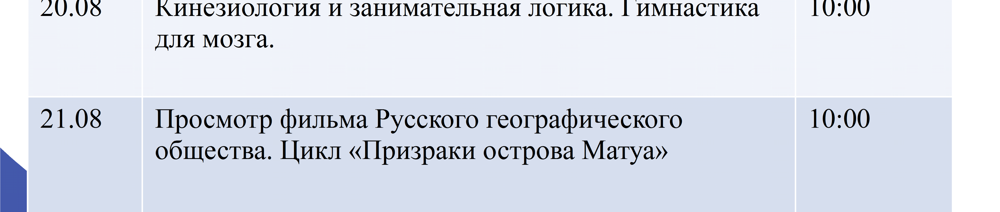 20.08 Кинезиология и занимательная логика. Гимнастика 10:00
для мозга.
21.08 Просмотр фильма Русского географического 10:00
общества. Цикл «Призраки острова Матуа»